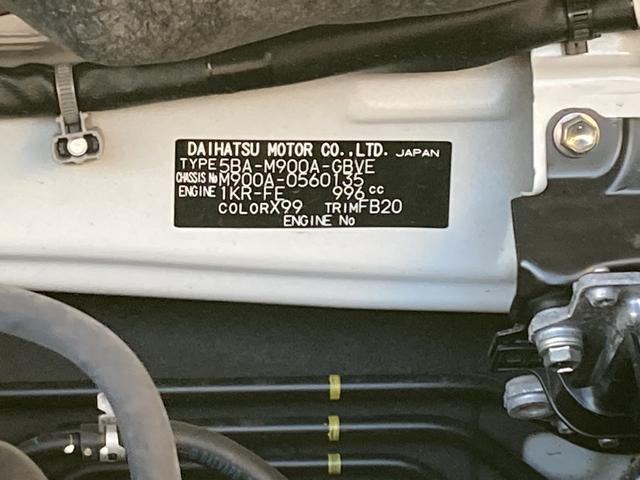 DAIHATSU MOTOR CO.,LTD. JAPAN
TYPE 5BA-M900A-GBVE
CHASSIS No M900A-0560135
ENGINE 1KR-FE 996 cc
COLOR X99 TRIM FB20
ENGINE No